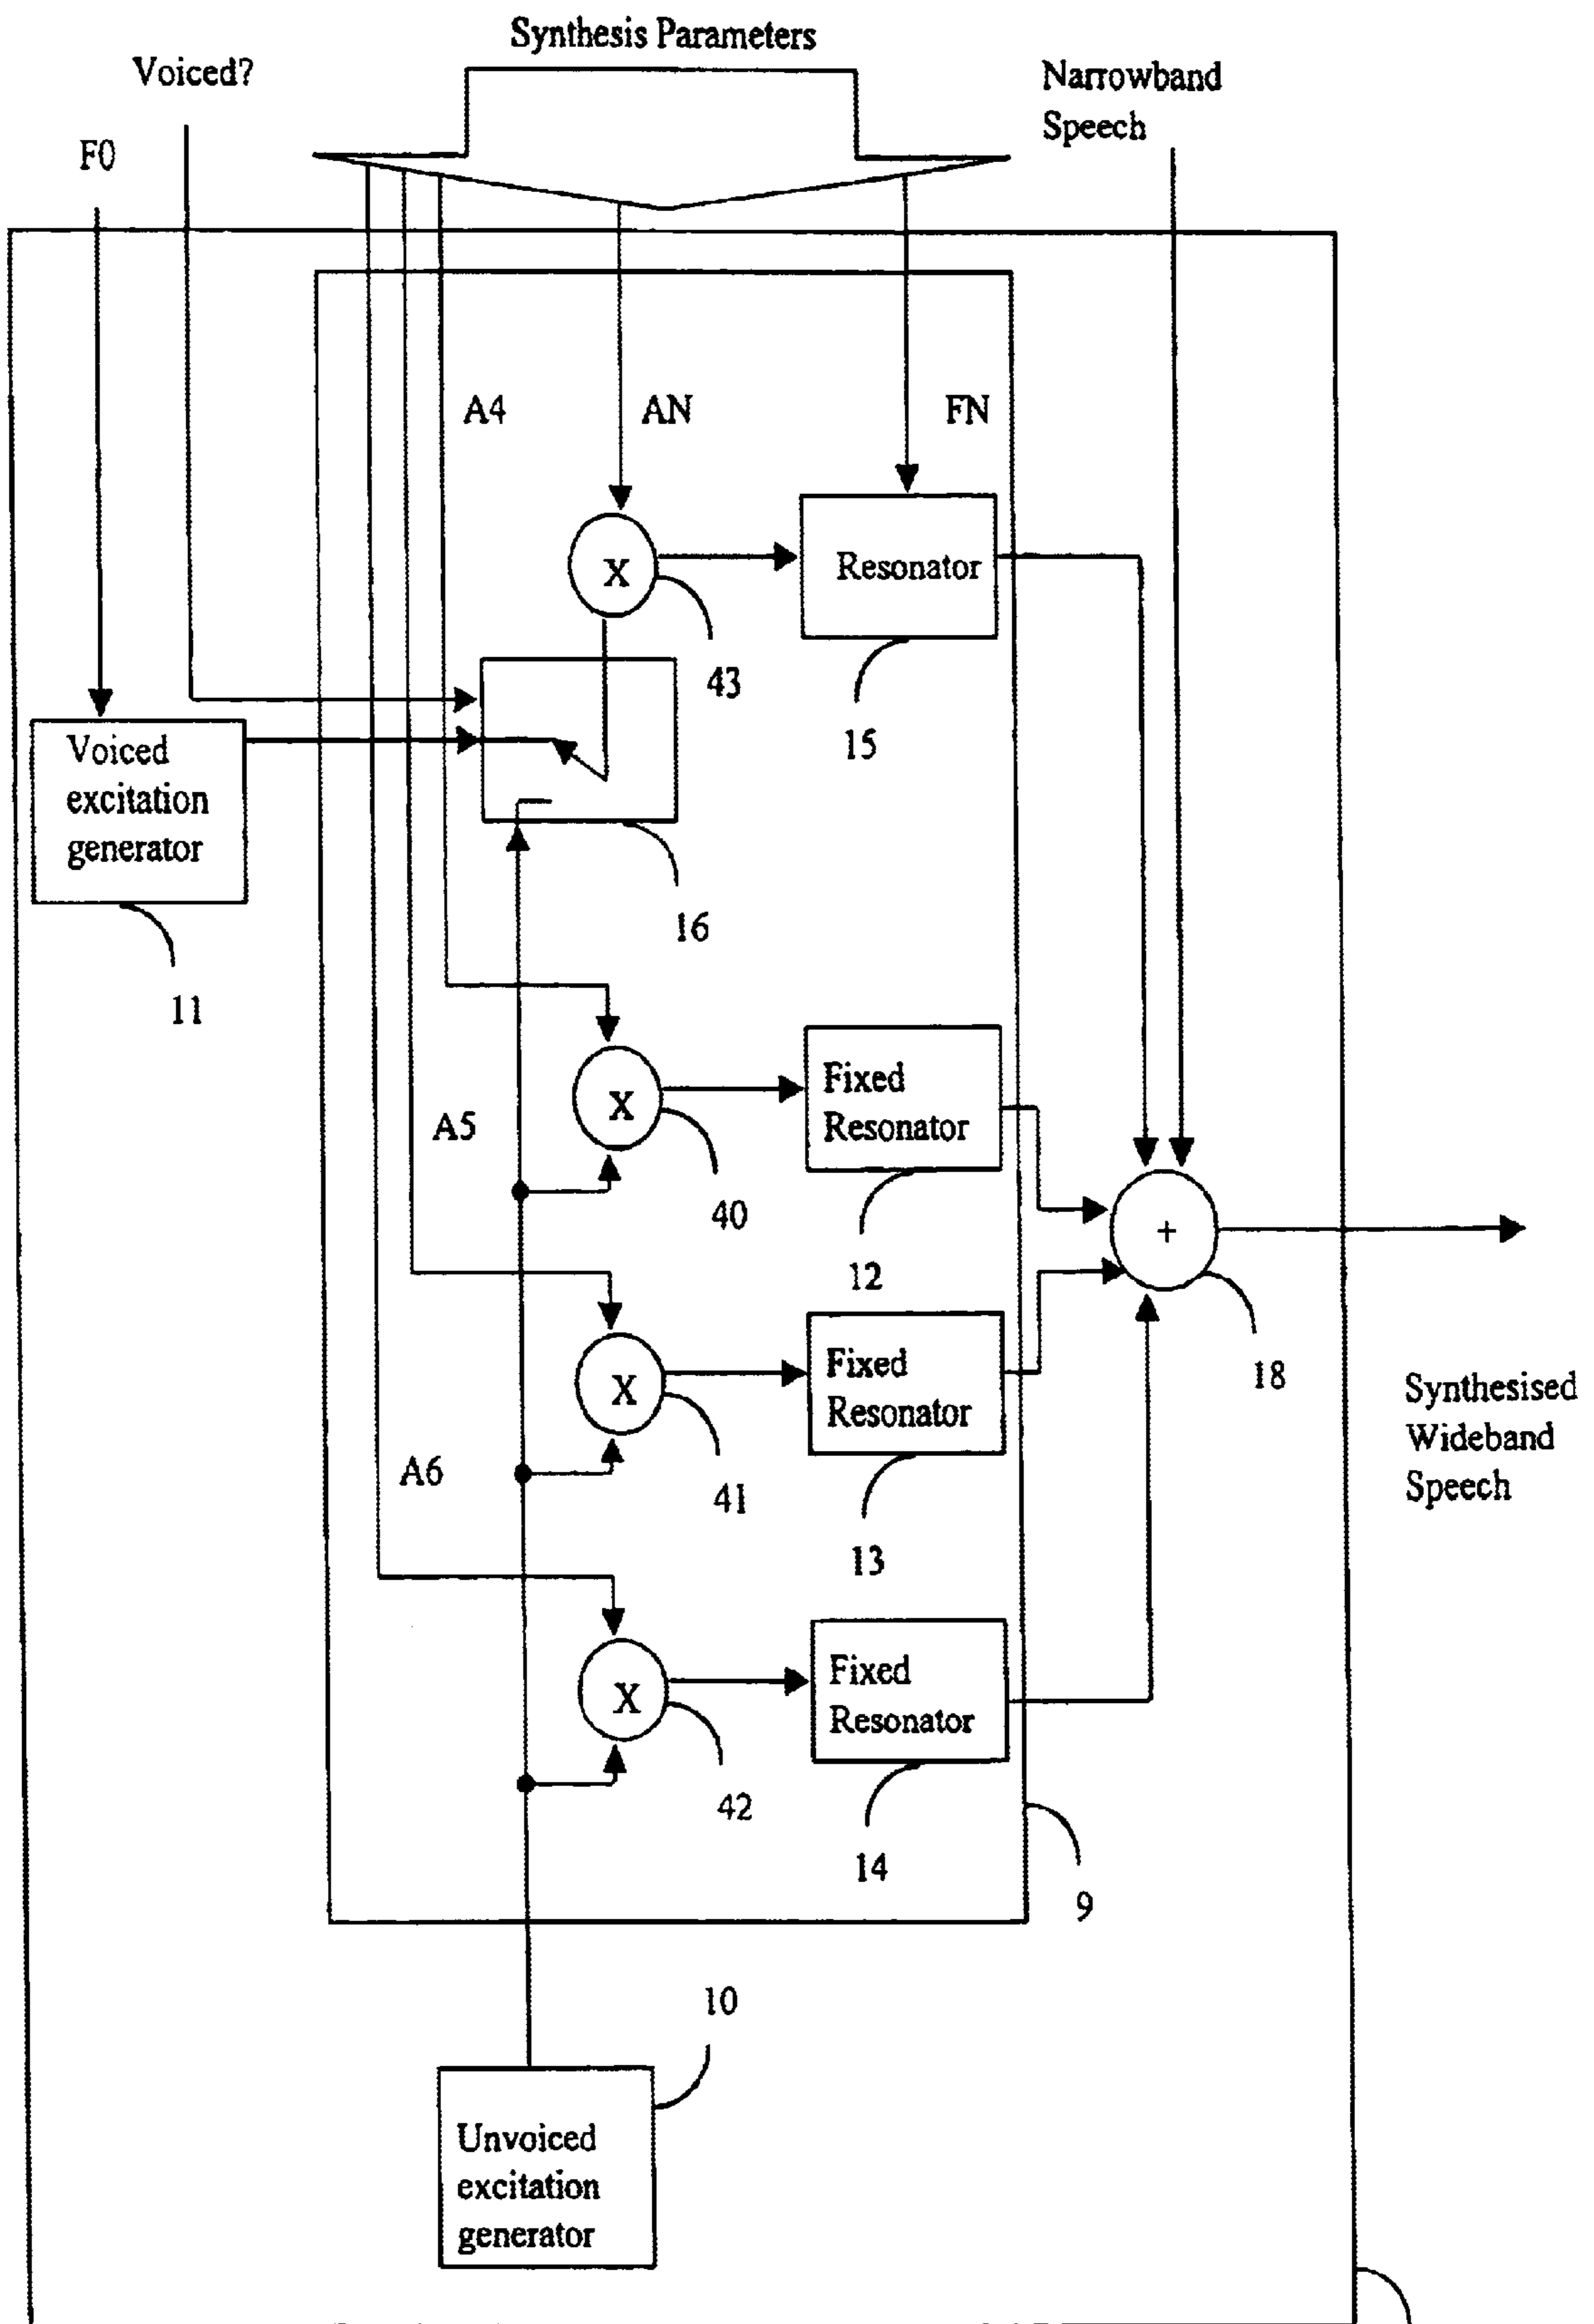 Synthesis Parameters
Voiced?
Narrowband
Speech
F0
A4
AN
FN
X
Resonator
43
15
Voiced
excitation
generator
16
11
Fixed
Resonator
X
A5
40
12
+
18
Fixed
Resonator
X
A6
41
13
Synthesised
Wideband
Speech
Fixed
Resonator
X
42
14
9
10
Unvoiced
excitation
generator